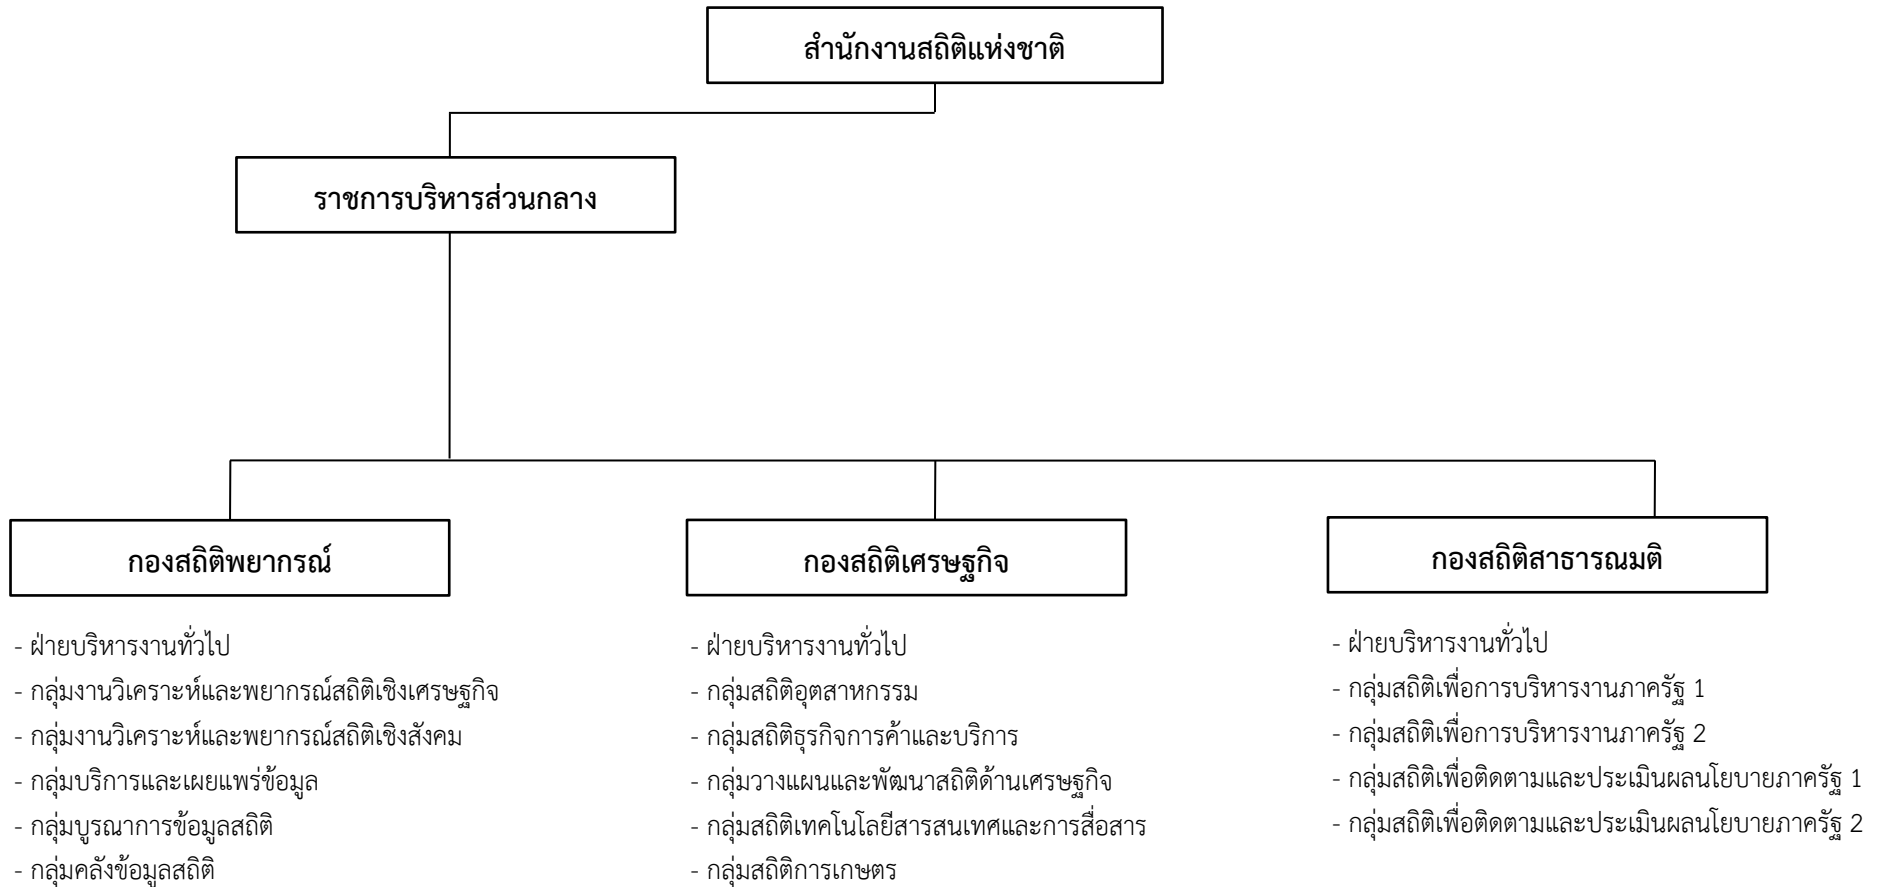 สำนักงานสถิติแห่งชาติ
ราชการบริหารส่วนกลาง
กองสถิติพยากรณ์
- ฝ่ายบริหารงานทั่วไป
- กลุ่มงานวิเคราะห์และพยากรณ์สถิติเชิงเศรษฐกิจ
- กลุ่มงานวิเคราะห์และพยากรณ์สถิติเชิงสังคม
- กลุ่มบริการและเผยแพร่ข้อมูล
- กลุ่มบูรณาการข้อมูลสถิติ
- กลุ่มคลังข้อมูลสถิติ
กองสถิติเศรษฐกิจ
- ฝ่ายบริหารงานทั่วไป
- กลุ่มสถิติอุตสาหกรรม
- กลุ่มสถิติธุรกิจการค้าและบริการ
- กลุ่มวางแผนและพัฒนาสถิติด้านเศรษฐกิจ
- กลุ่มสถิติเทคโนโลยีสารสนเทศและการสื่อสาร
- กลุ่มสถิติการเกษตร
กองสถิติสาธารณมติ
- ฝ่ายบริหารงานทั่วไป
- กลุ่มสถิติเพื่อการบริหารงานภาครัฐ 1
- กลุ่มสถิติเพื่อการบริหารงานภาครัฐ 2
- กลุ่มสถิติเพื่อติดตามและประเมินผลนโยบายภาครัฐ 1
- กลุ่มสถิติเพื่อติดตามและประเมินผลนโยบายภาครัฐ 2